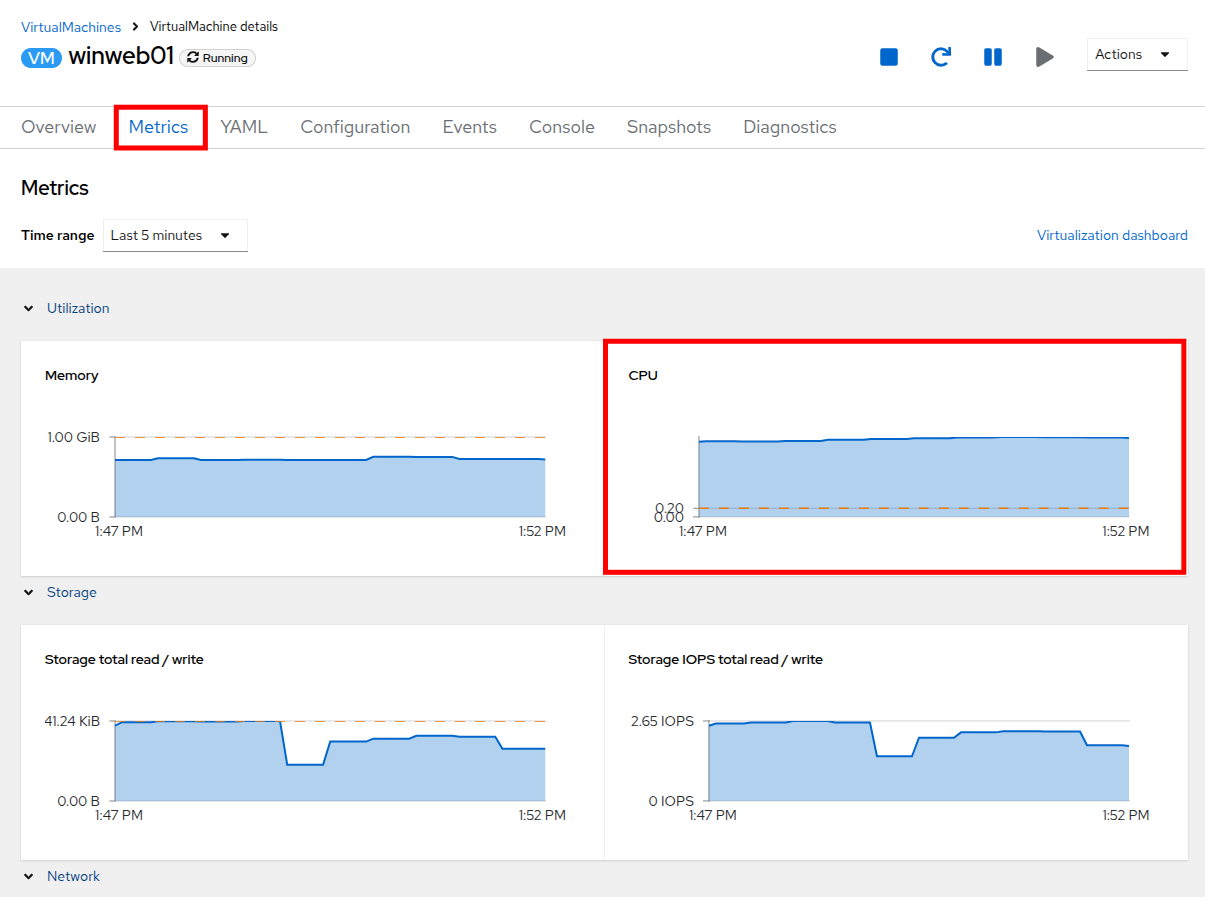 VirtualMachines > VirtualMachine details
VM winweb01 Running
Actions
Overview Metrics YAML Configuration Events Console Snapshots Diagnostics
Metrics
Time range Last 5 minutes Virtualization dashboard
Utilization
Memory
1.00 GiB
0.00 B
1:47 PM 1:52 PM
CPU
0.20
0.00
1:47 PM 1:52 PM
Storage
Storage total read / write
41.24 KiB
0.00 B
1:47 PM 1:52 PM
Storage IOPS total read / write
2.65 IOPS
0 IOPS
1:47 PM 1:52 PM
Network